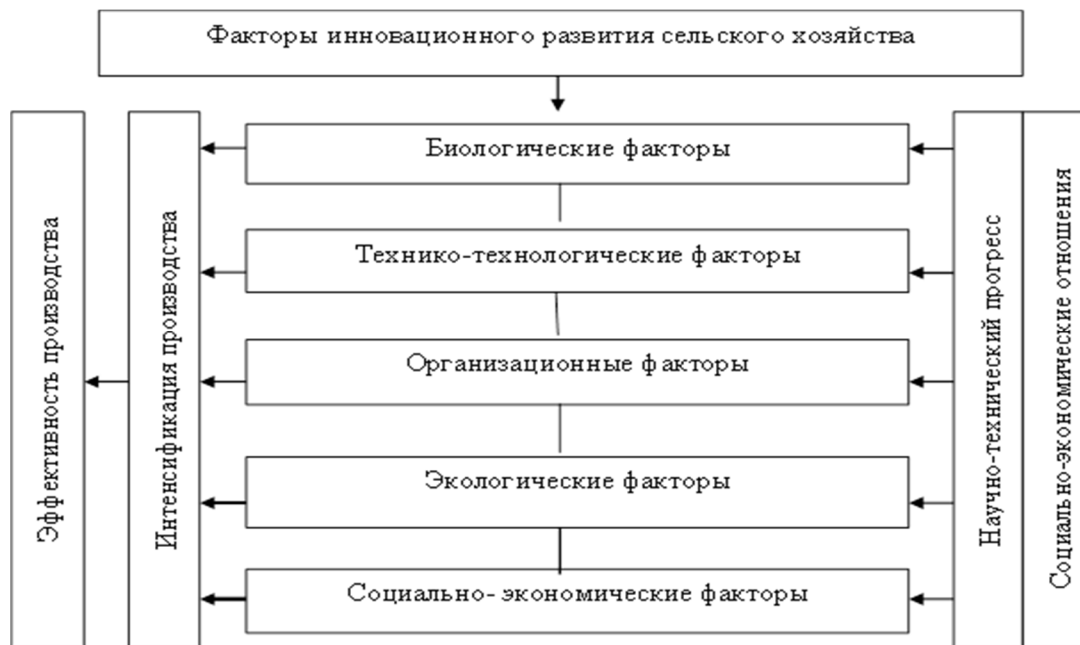 Факторы инновационного развития сельского хозяйства
Биологические факторы
Технико-технологические факторы
Организационные факторы
Экологические факторы
Социально- экономические факторы
Эффективность производства
Интенсификация производства
Научно-технический прогресс
Социально-экономические отношения